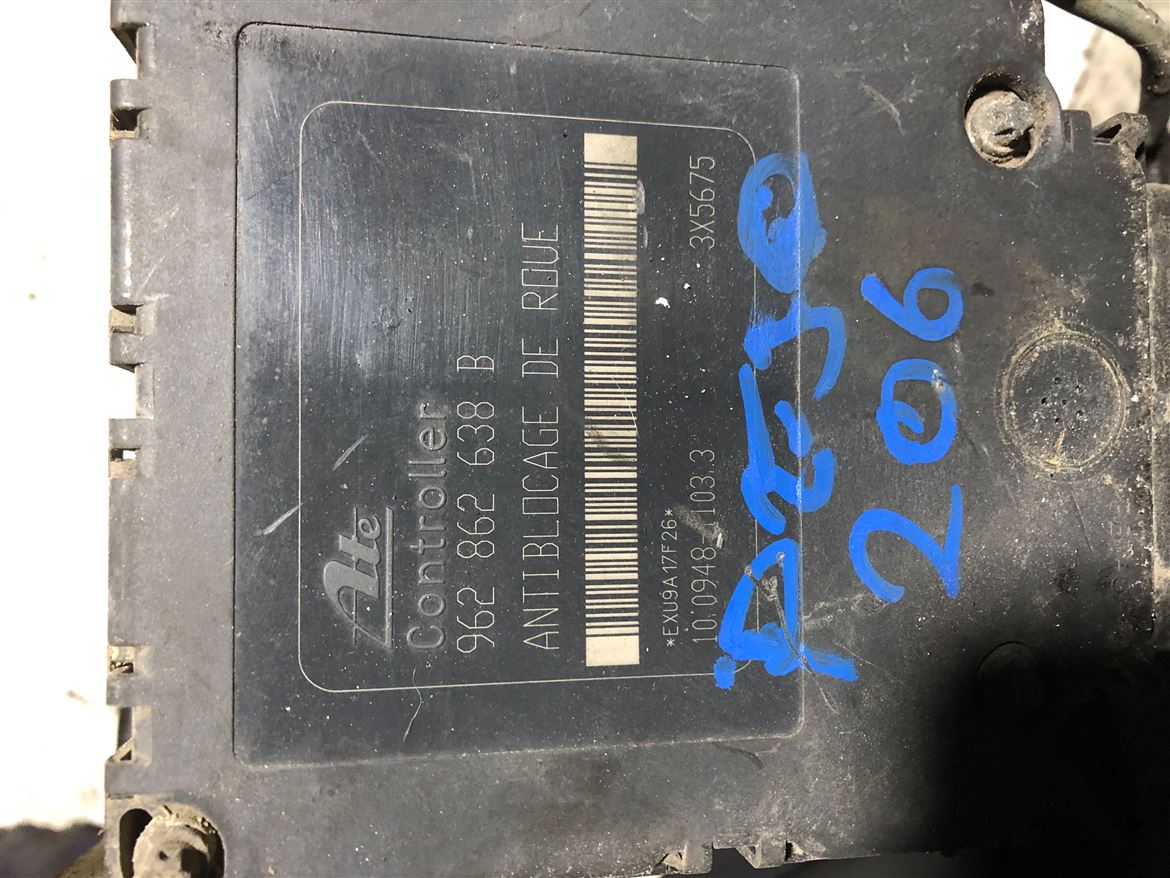 Ate
Controller
962 862 638 B
ANTIBLOCAGE DE ROUE
*EXU9A17F26*
10.0948-1103.3 3X5675
206